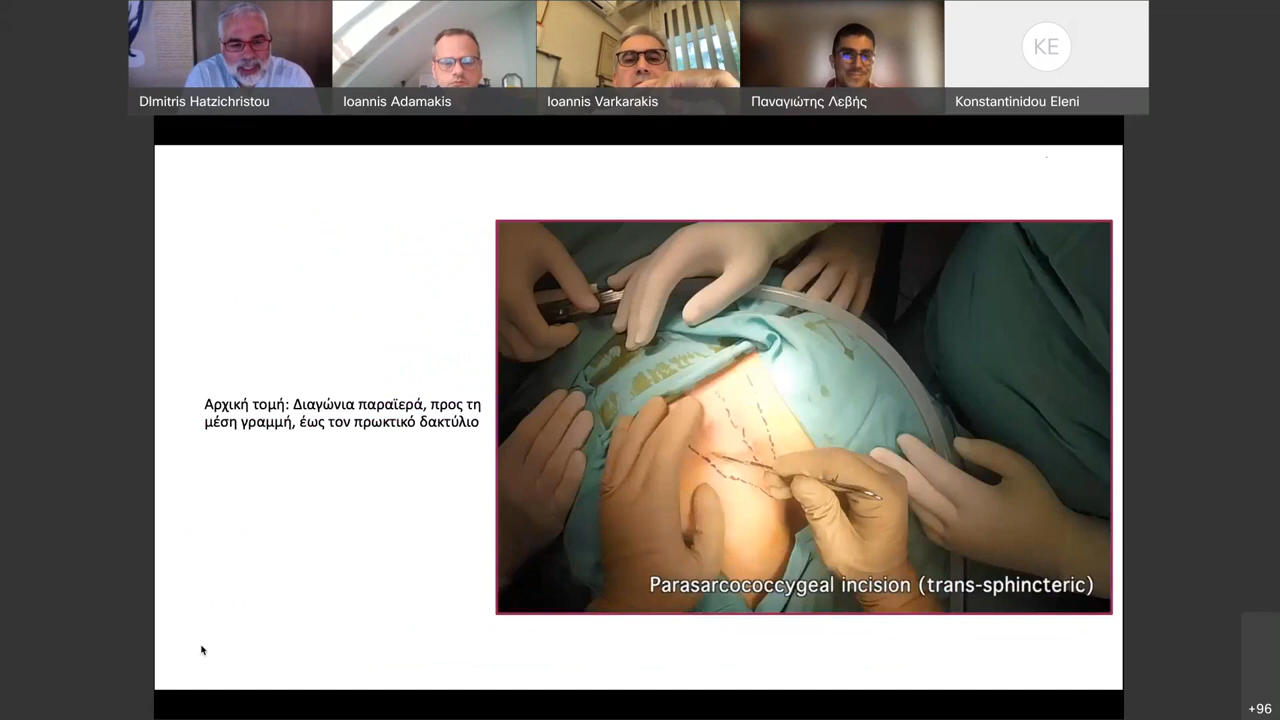 DImitris Hatzichristou
Ioannis Adamakis
Ioannis Varkarakis
Παναγιώτης Λεβής
KE
Konstantinidou Eleni
Αρχική τομή: Διαγώνια παραϊερά, προς τη
μέση γραμμή, έως τον πρωκτικό δακτύλιο
Parasarcococcygeal incision (trans-sphincteric)
+96